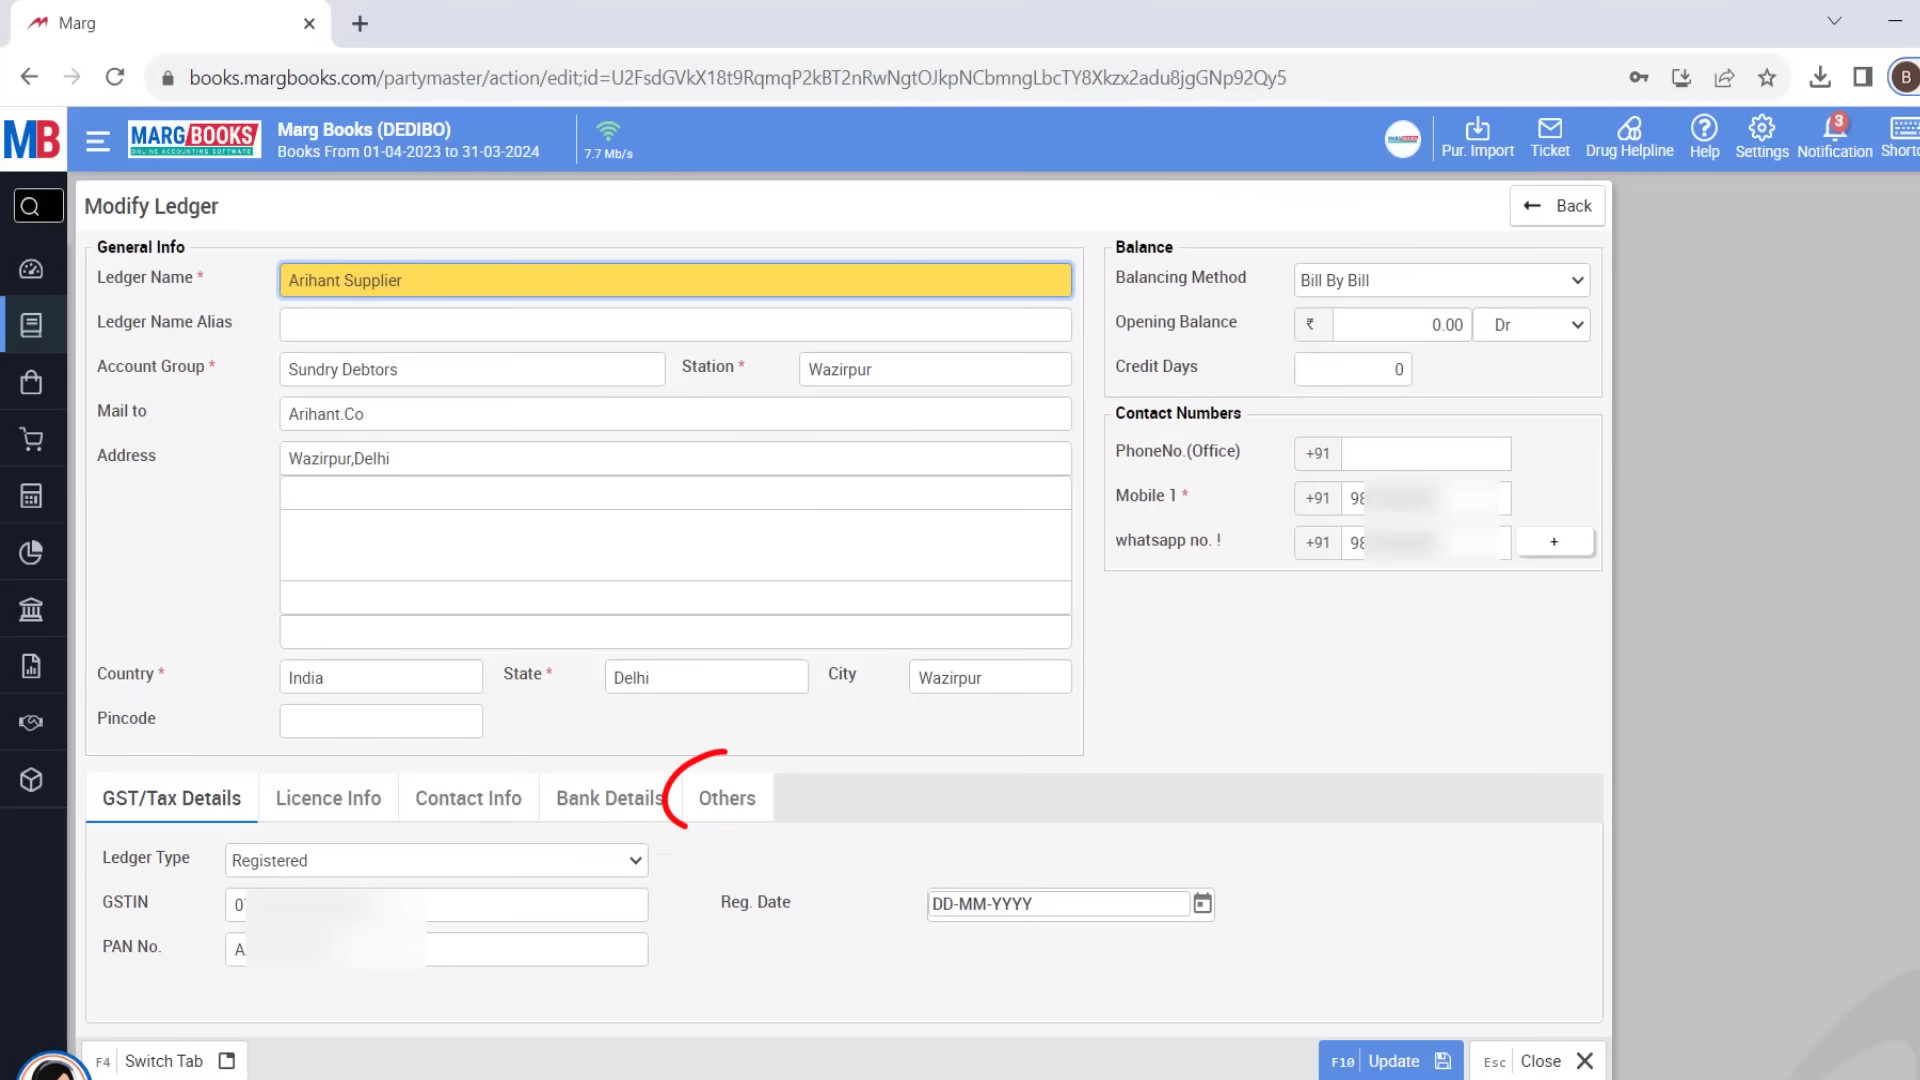 Marg
books.margbooks.com/partymaster/action/edit;id=U2FsdGVkX18t9RqmqP2kBT2nRwNgtOJkpNCbmngLbcTY8Xkzx2adu8jgGNp92Qy5
B
MB
MARG BOOKS
ONLINE ACCOUNTING SOFTWARE
Marg Books (DEDIBO)
Books From 01-04-2023 to 31-03-2024
7.7 Mb/s
Pur. Import
Ticket
Drug Helpline
Help
Settings
3
Notification
Shortc
Modify Ledger
Back
General Info
Ledger Name *
Arihant Supplier
Ledger Name Alias
Account Group *
Sundry Debtors
Station *
Wazirpur
Mail to
Arihant.Co
Address
Wazirpur,Delhi
Country *
India
State *
Delhi
City
Wazirpur
Pincode
Balance
Balancing Method
Bill By Bill
Opening Balance
₹
0.00
Dr
Credit Days
0
Contact Numbers
PhoneNo.(Office)
+91
Mobile 1 *
+91
98
whatsapp no. !
+91
98
+
GST/Tax Details
Licence Info
Contact Info
Bank Details
Others
Ledger Type
Registered
GSTIN
Reg. Date
DD-MM-YYYY
PAN No.
A
F4 Switch Tab
F10 Update
Esc Close